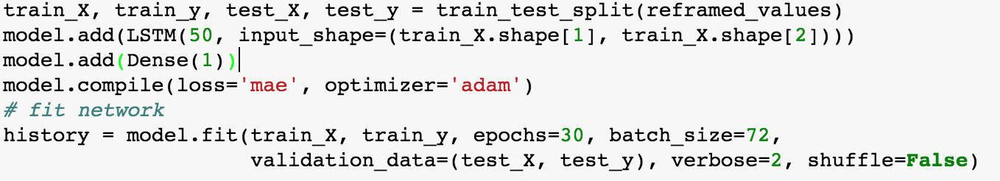 train_X, train_y, test_X, test_y = train_test_split(reframed_values)
model.add(LSTM(50, input_shape=(train_X.shape[1], train_X.shape[2])))
model.add(Dense(1))
model.compile(loss='mae', optimizer='adam')
# fit network
history = model.fit(train_X, train_y, epochs=30, batch_size=72,
                    validation_data=(test_X, test_y), verbose=2, shuffle=False)